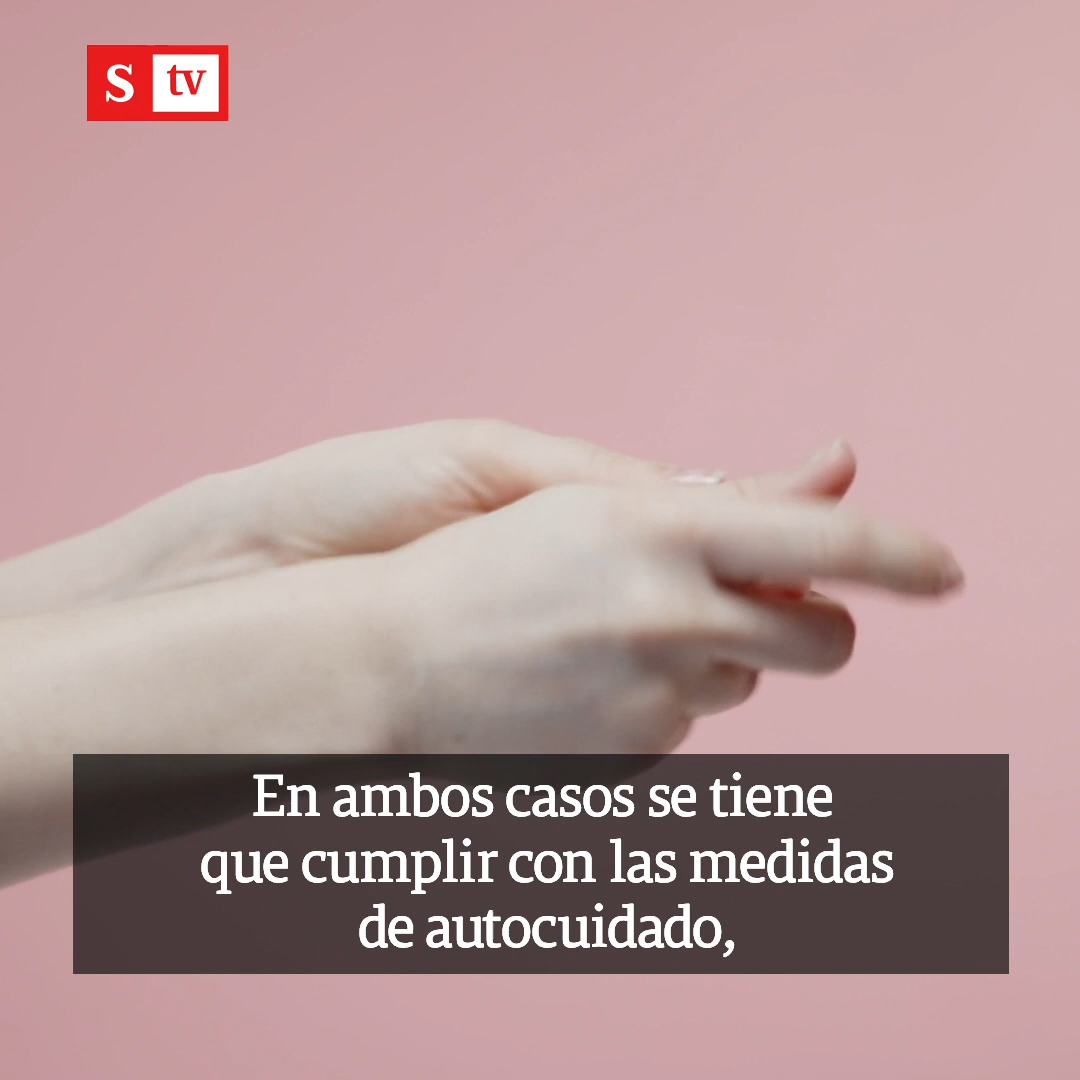 S tv
En ambos casos se tiene
que cumplir con las medidas
de autocuidado,